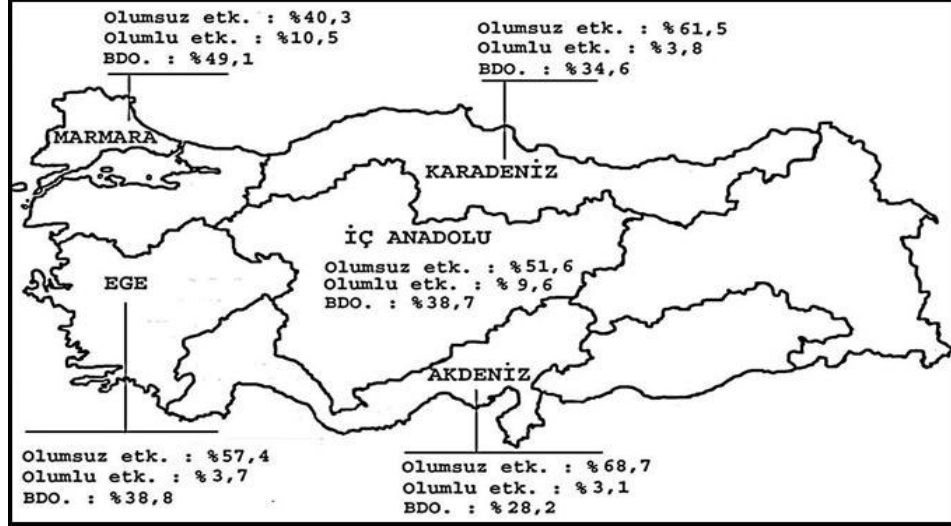 Olumsuz etk. : %40,3
Olumlu etk. : %10,5
BDO. : %49,1
MARMARA
Olumsuz etk. : %61,5
Olumlu etk. : %3,8
BDO. : %34,6
KARADENİZ
İÇ ANADOLU
Olumsuz etk. : %51,6
Olumlu etk. : %9,6
BDO. : %38,7
EGE
AKDENİZ
Olumsuz etk. : %57,4
Olumlu etk. : %3,7
BDO. : %38,8
Olumsuz etk. : %68,7
Olumlu etk. : %3,1
BDO. : %28,2